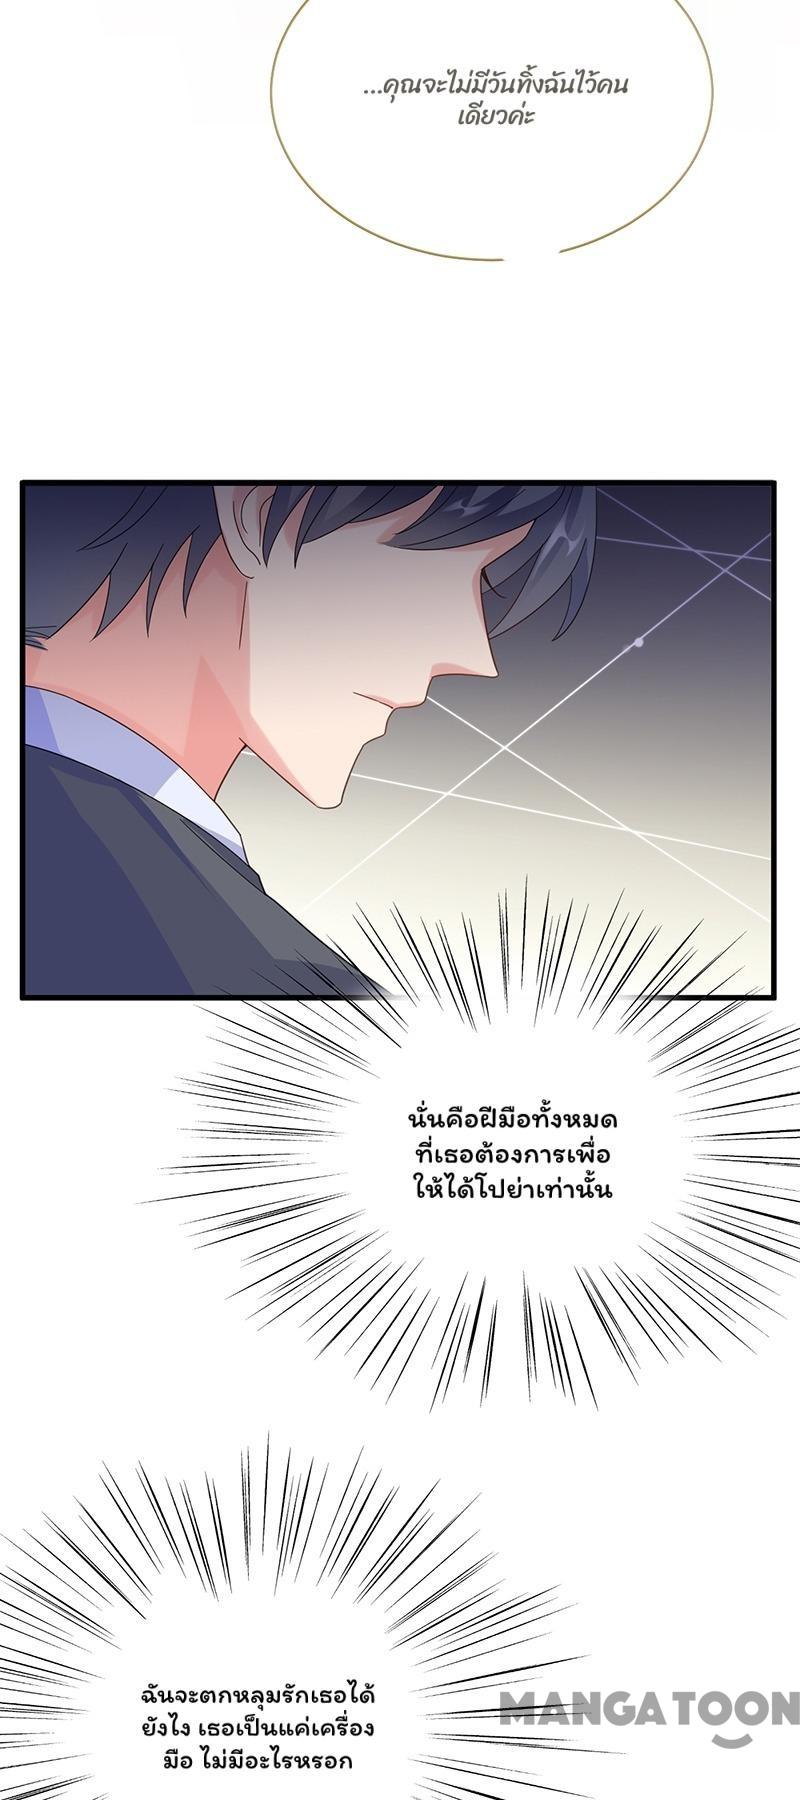 ...คุณจะไม่มีวันทิ้งฉันไว้คน
เดียวค่ะ
นั่นคือฝีมือทั้งหมด
ที่เธอต้องการเพื่อ
ให้ได้โปย่าเท่านั้น
ฉันจะตกหลุมรักเธอได้
ยังไง เธอเป็นแค่เครื่อง
มือ ไม่มีอะไรหรอก
MANGATOON